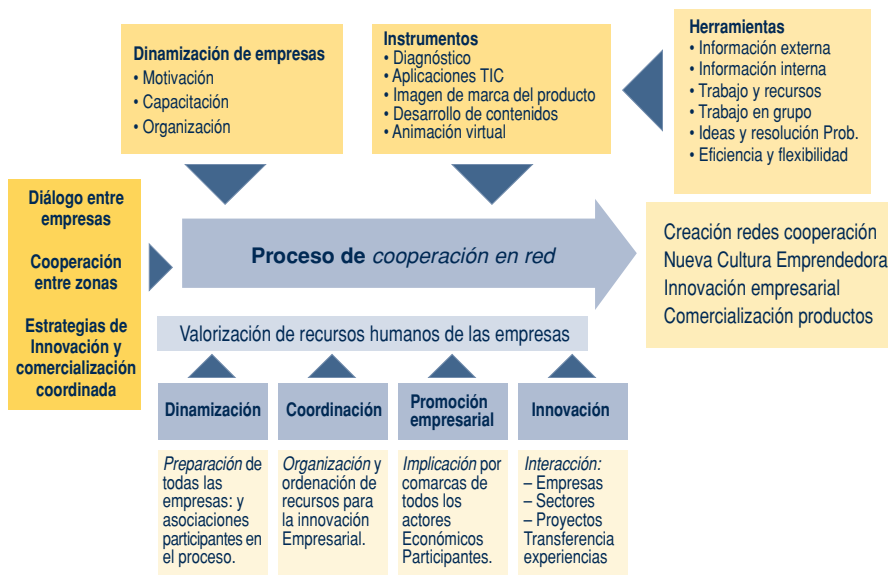 Dinamización de empresas
• Motivación
• Capacitación
• Organización
Instrumentos
• Diagnóstico
• Aplicaciones TIC
• Imagen de marca del producto
• Desarrollo de contenidos
• Animación virtual
Herramientas
• Información externa
• Información interna
• Trabajo y recursos
• Trabajo en grupo
• Ideas y resolución Prob.
• Eficiencia y flexibilidad
Diálogo entre
empresas
Cooperación
entre zonas
Estrategias de
Innovación y
comercialización
coordinada
Proceso de cooperación en red
Creación redes cooperación
Nueva Cultura Emprendedora
Innovación empresarial
Comercialización productos
Valorización de recursos humanos de las empresas
Dinamización
Coordinación
Promoción
empresarial
Innovación
Preparación de
todas las
empresas: y
asociaciones
participantes en
el proceso.
Organización y
ordenación de
recursos para
la innovación
Empresarial.
Implicación por
comarcas de
todos los
actores
Económicos
Participantes.
Interacción:
– Empresas
– Sectores
– Proyectos
Transferencia
experiencias